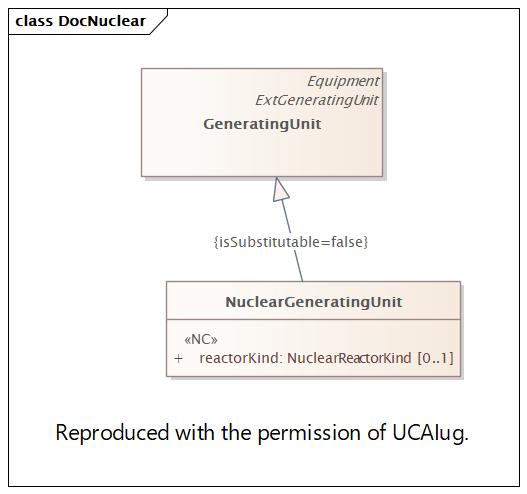 class DocNuclear
Equipment
ExtGeneratingUnit
GeneratingUnit
{isSubstitutable=false}
NuclearGeneratingUnit
«NC»
+ reactorKind: NuclearReactorKind [0..1]
Reproduced with the permission of UCAIug.